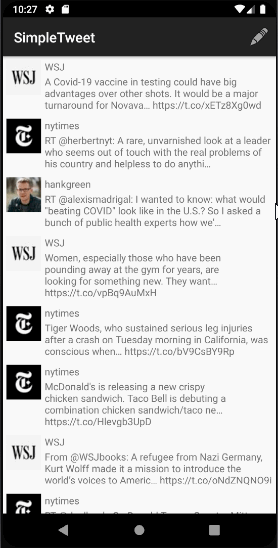 10:27
SimpleTweet
WSJ
WSJ
A Covid-19 vaccine in testing could have big
advantages over other shots. It would be a major
turnaround for Novava... https://t.co/xETz8Xg0wd
nytimes
RT @herbertnyt: A rare, unvarnished look at a leader
who seems out of touch with the real problems of
his country and helpless to do anythi...
hankgreen
RT @alexismadrigal: I wanted to know: what would
"beating COVID" look like in the U.S.? So I asked a
bunch of public health experts how we'...
WSJ
WSJ
Women, especially those who have been
pounding away at the gym for years, are
looking for something new. They want...
https://t.co/vpBq9AuMxH
nytimes
Tiger Woods, who sustained serious leg injuries
after a crash on Tuesday morning in California, was
conscious when... https://t.co/bV9CsBY9Rp
nytimes
McDonald's is releasing a new crispy
chicken sandwich. Taco Bell is debuting a
combination chicken sandwich/taco ne...
https://t.co/HIevgb3UpD
WSJ
WSJ
From @WSJbooks: A refugee from Nazi Germany,
Kurt Wolff made it a mission to introduce the
world's voices to Americ... https://t.co/oNdZNQNO9i
nytimes